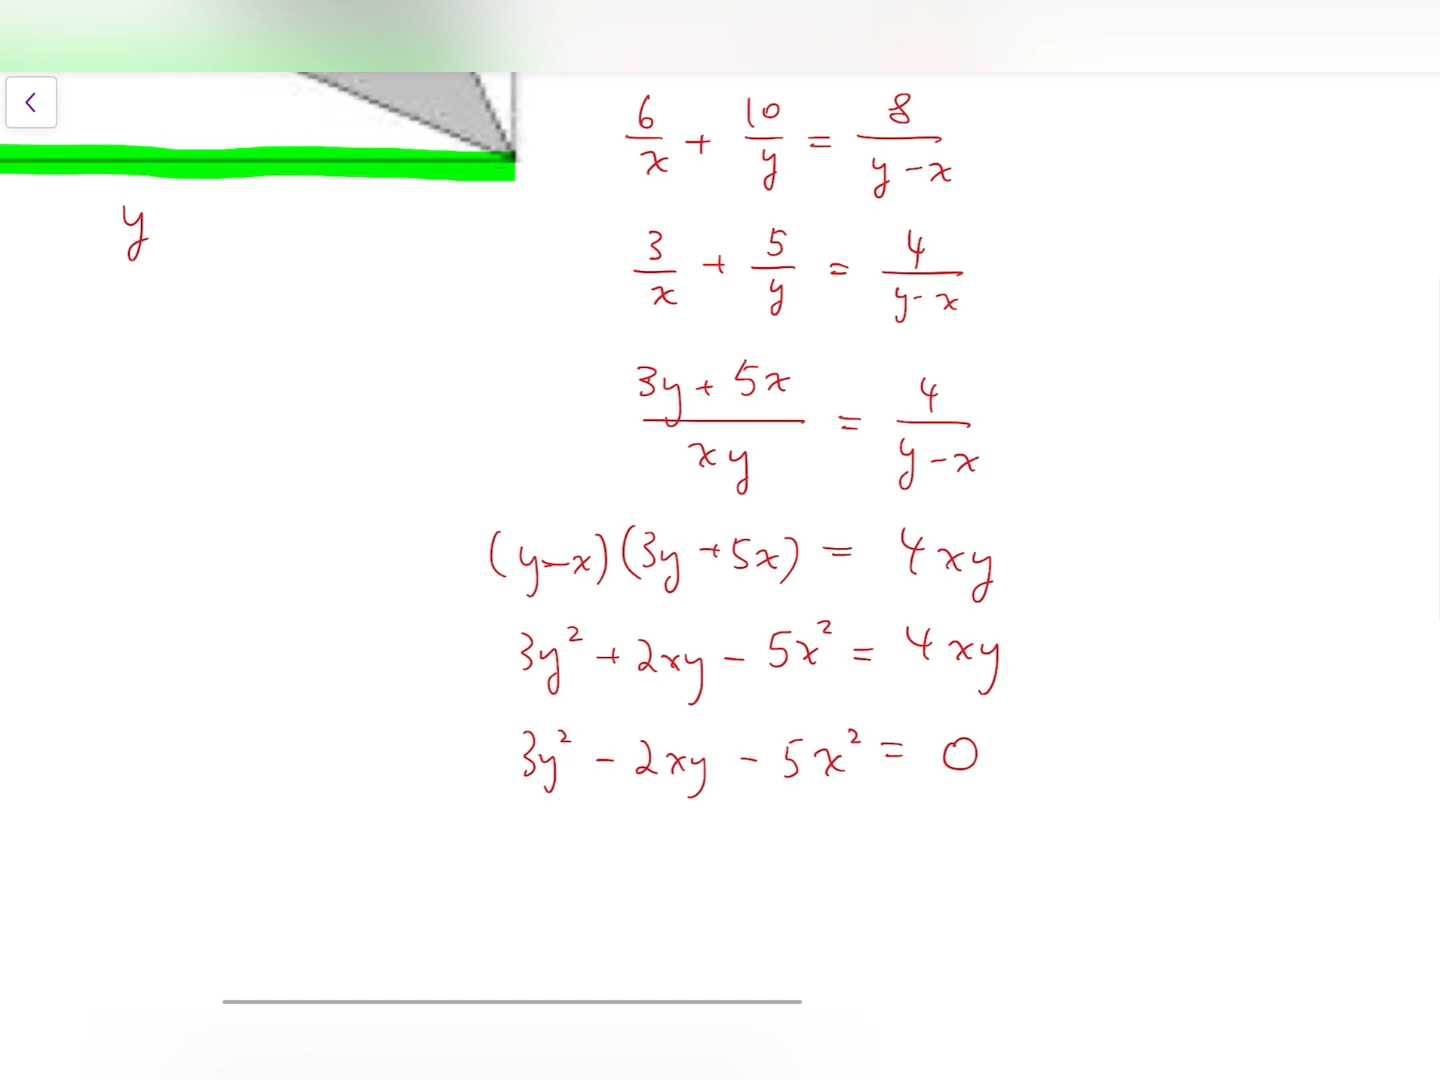 6/x + 10/y = 8/(y-x)
3/x + 5/y = 4/(y-x)
y
(3y + 5x)/(xy) = 4/(y-x)
(y-x)(3y+5x) = 4xy
3y² + 2xy - 5x² = 4xy
3y² - 2xy - 5x² = 0